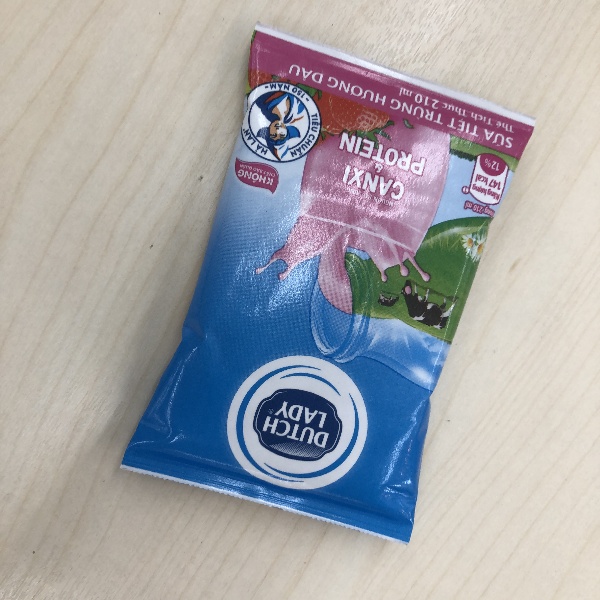 DUTCH
LADY®
CANXI
&
PROTEIN
KHÔNG
TIÊU CHUẨN
HÀ LAN
150 NĂM
147 kcal
12%
SỮA TIỆT TRÙNG HƯƠNG DÂU
Thể Tích Thực 210 ml